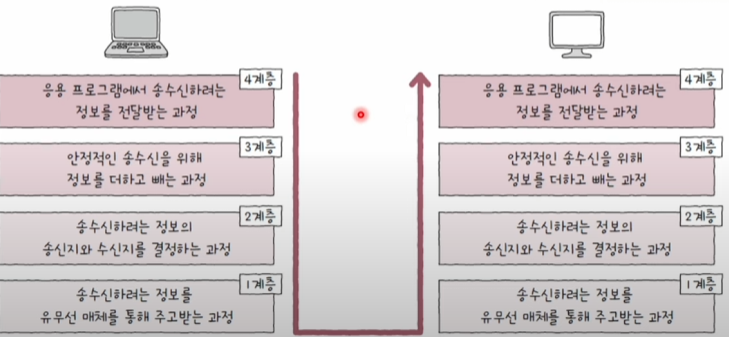 4계층
응용 프로그램에서 송수신하려는
정보를 전달받는 과정
3계층
안정적인 송수신을 위해
정보를 더하고 빼는 과정
2계층
송수신하려는 정보의
송신지와 수신지를 결정하는 과정
1계층
송수신하려는 정보를
유무선 매체를 통해 주고받는 과정
4계층
응용 프로그램에서 송수신하려는
정보를 전달받는 과정
3계층
안정적인 송수신을 위해
정보를 더하고 빼는 과정
2계층
송수신하려는 정보의
송신지와 수신지를 결정하는 과정
1계층
송수신하려는 정보를
유무선 매체를 통해 주고받는 과정